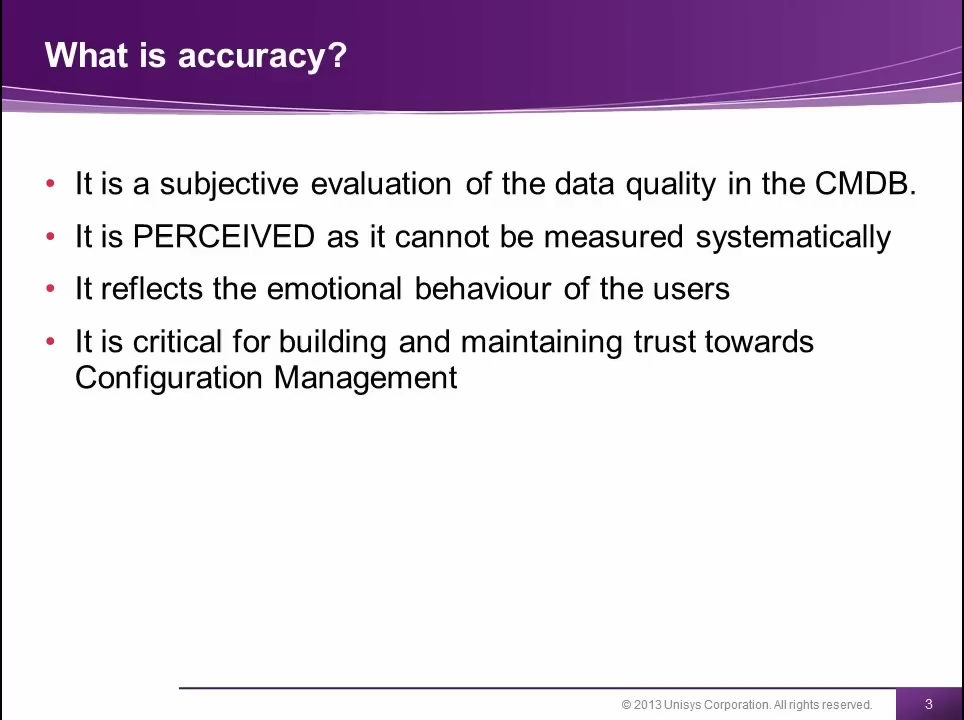 What is accuracy?
• It is a subjective evaluation of the data quality in the CMDB.
• It is PERCEIVED as it cannot be measured systematically
• It reflects the emotional behaviour of the users
• It is critical for building and maintaining trust towards
Configuration Management
© 2013 Unisys Corporation. All rights reserved.
3